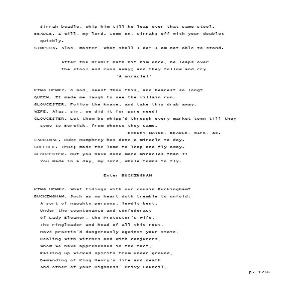 Sirrah beadle, whip him till he leap over that same stool.
BEADLE. I will, my lord. Come on, sirrah; off with your doublet
quickly.
SIMPCOX. Alas, master, what shall I do? I am not able to stand.
After the Beadle hath hit him once, he leaps over
the stool and runs away; and they follow and cry
'A miracle!'
KING HENRY. O God, seest Thou this, and bearest so long?
QUEEN. It made me laugh to see the villain run.
GLOUCESTER. Follow the knave, and take this drab away.
WIFE. Alas, sir, we did it for pure need!
GLOUCESTER. Let them be whipp'd through every market town till they
come to Berwick, from whence they came.
Exeunt MAYOR, BEADLE, WIFE, &c.
CARDINAL. Duke Humphrey has done a miracle to-day.
SUFFOLK. True; made the lame to leap and fly away.
GLOUCESTER. But you have done more miracles than I:
You made in a day, my lord, whole towns to fly.
Enter BUCKINGHAM
KING HENRY. What tidings with our cousin Buckingham?
BUCKINGHAM. Such as my heart doth tremble to unfold:
A sort of naughty persons, lewdly bent,
Under the countenance and confederacy
Of Lady Eleanor, the Protector's wife,
The ringleader and head of all this rout,
Have practis'd dangerously against your state,
Dealing with witches and with conjurers,
Whom we have apprehended in the fact,
Raising up wicked spirits from under ground,
Demanding of King Henry's life and death
And other of your Highness' Privy Council,